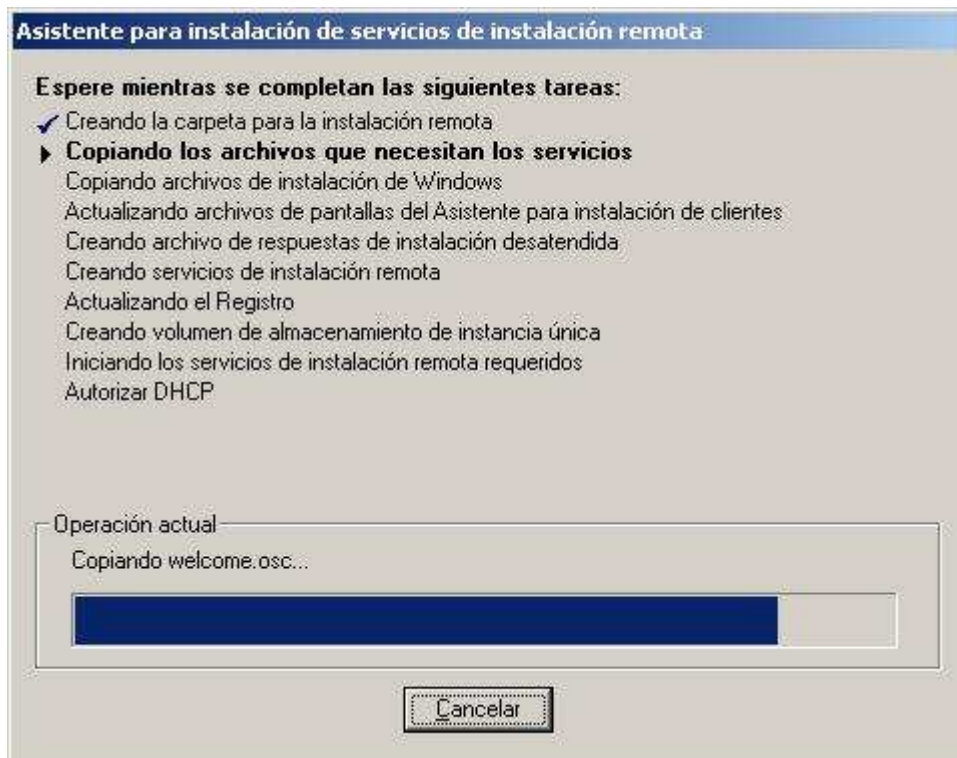 Asistente para instalación de servicios de instalación remota
Espere mientras se completan las siguientes tareas:
Creando la carpeta para la instalación remota
Copiando los archivos que necesitan los servicios
Copiando archivos de instalación de Windows
Actualizando archivos de pantallas del Asistente para instalación de clientes
Creando archivo de respuestas de instalación desatendida
Creando servicios de instalación remota
Actualizando el Registro
Creando volumen de almacenamiento de instancia única
Iniciando los servicios de instalación remota requeridos
Autorizar DHCP
Operación actual
Copiando welcome.osc...
Cancelar